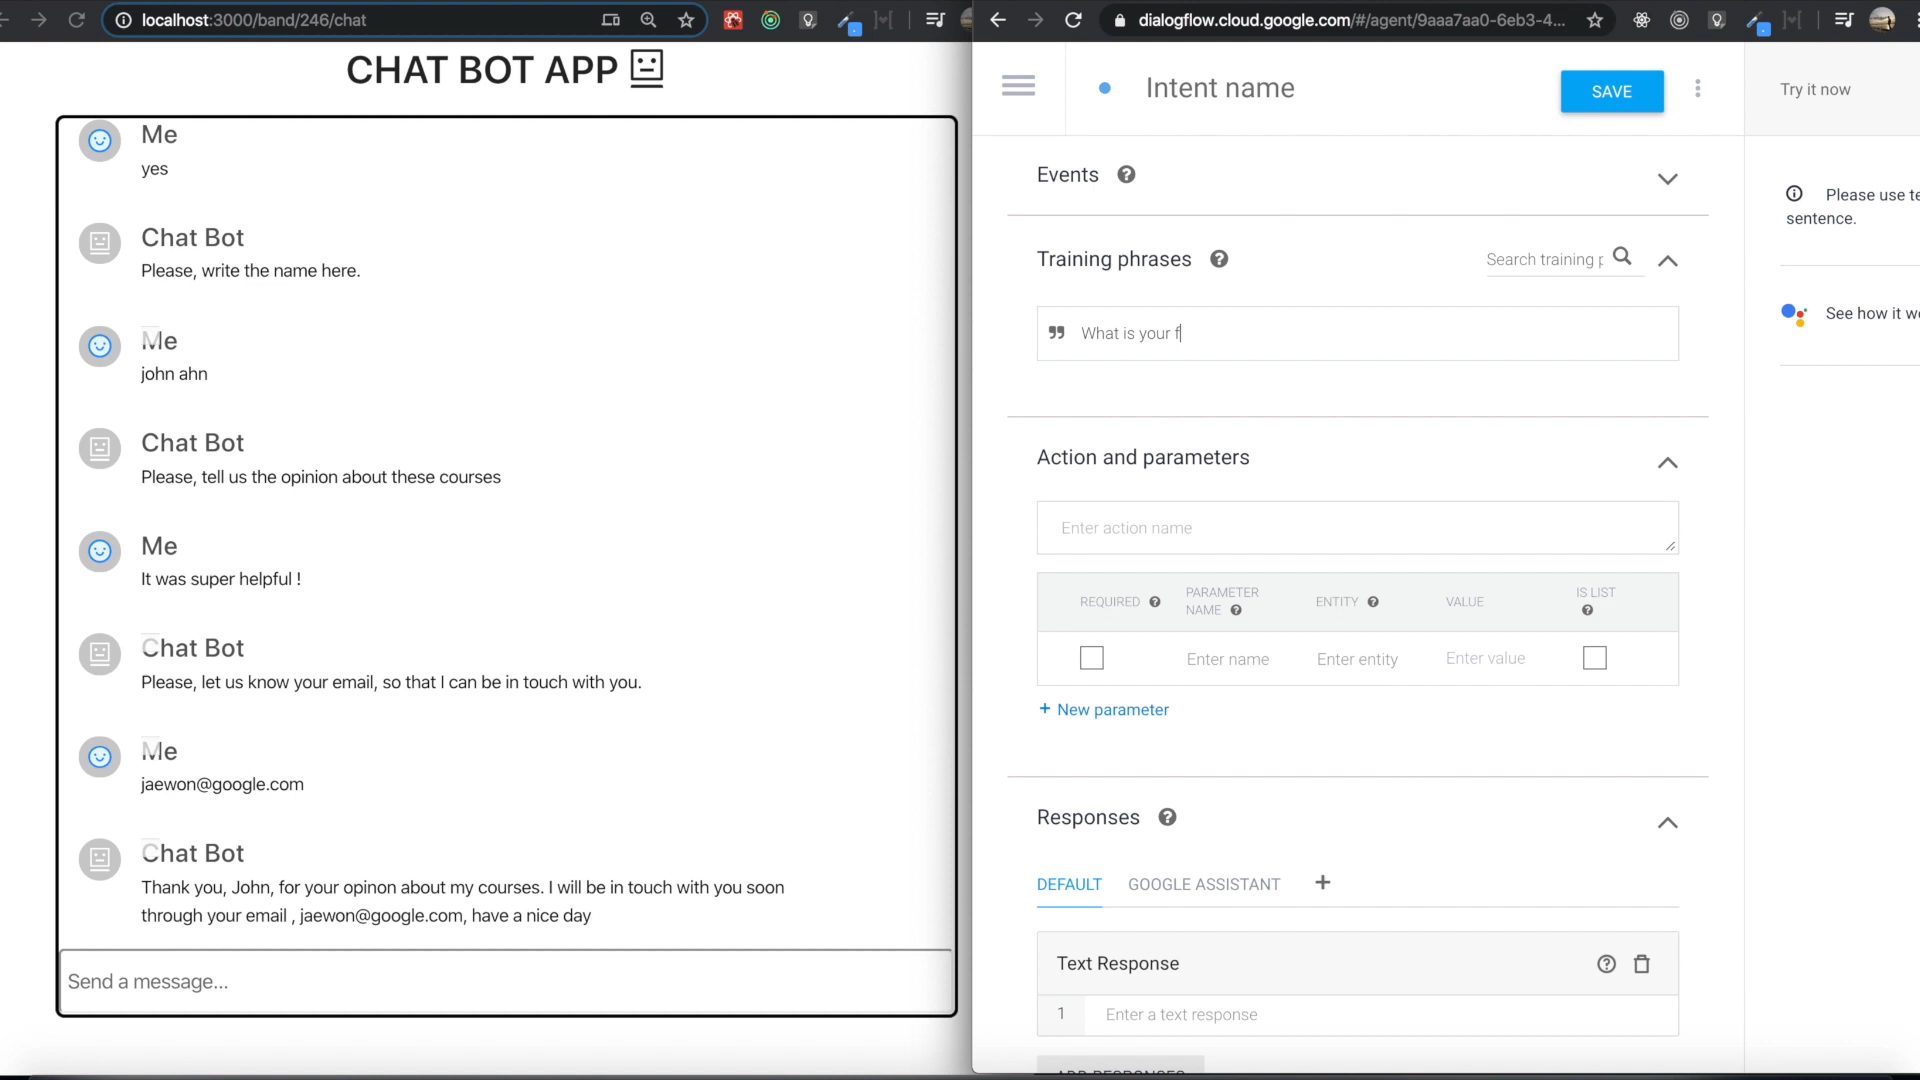 localhost:3000/band/246/chat
CHAT BOT APP
Me
yes
Chat Bot
Please, write the name here.
Me
john ahn
Chat Bot
Please, tell us the opinion about these courses
Me
It was super helpful !
Chat Bot
Please, let us know your email, so that I can be in touch with you.
Me
jaewon@google.com
Chat Bot
Thank you, John, for your opinon about my courses. I will be in touch with you soon
through your email , jaewon@google.com, have a nice day
Send a message...
dialogflow.cloud.google.com/#/agent/9aaa7aa0-6eb3-4...
Intent name
SAVE
Try it now
Events
Training phrases
Search training p
What is your f
Action and parameters
Enter action name
REQUIRED PARAMETER NAME ENTITY VALUE IS LIST
Enter name Enter entity Enter value
+ New parameter
Responses
DEFAULT GOOGLE ASSISTANT +
Text Response
1 Enter a text response
ADD RESPONSES
Please use te
sentence.
See how it wo